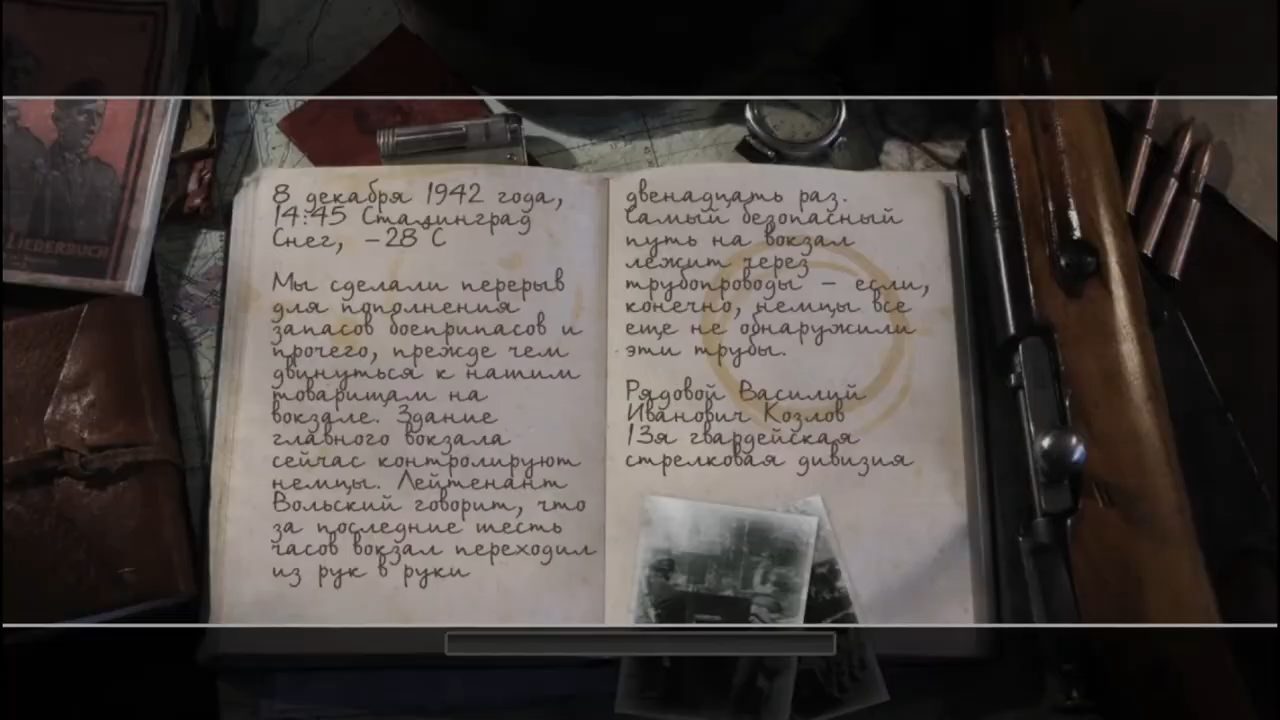 LIEDERBUCH
8 декабря 1942 года,
14:45 Сталинград
Снег, -28 C
Мы сделали перерыв
для пополнения
запасов боеприпасов и
прочего, прежде чем
двинуться к нашим
товарищам на
вокзале. Здание
главного вокзала
сейчас контролируют
немцы. Лейтенант
Вольский говорит, что
за последние шесть
часов вокзал переходил
из рук в руки
двенадцать раз.
Самый безопасный
путь на вокзал
лежит через
трубопроводы - если,
конечно, немцы все
еще не обнаружили
эти трубы.
Рядовой Василий
Иванович Козлов
13я гвардейская
стрелковая дивизия